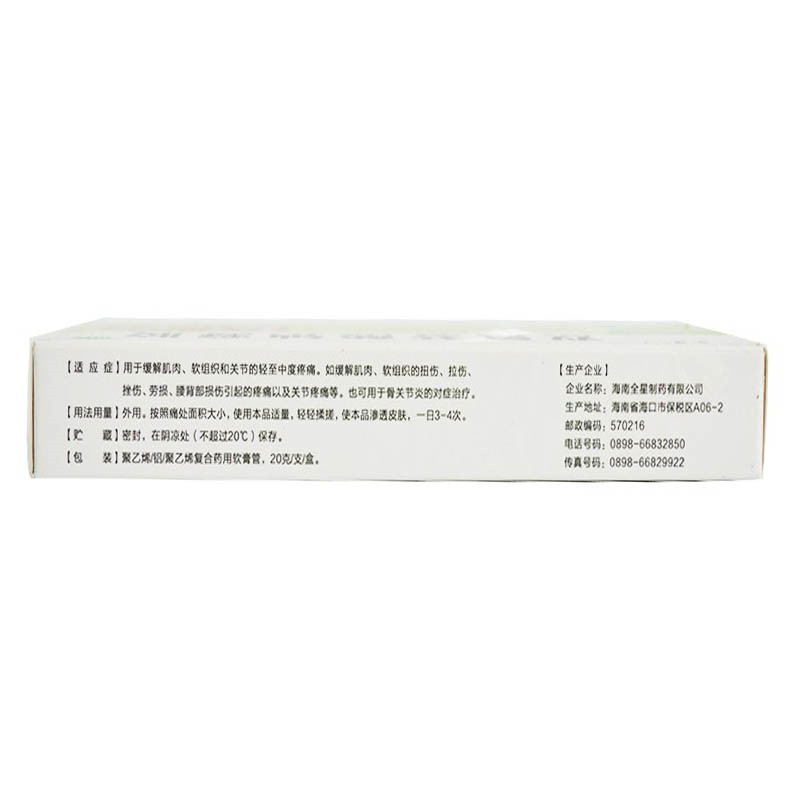 【适应症】用于缓解肌肉、软组织和关节的轻至中度疼痛。如缓解肌肉、软组织的扭伤、拉伤、
挫伤、劳损、腰背部损伤引起的疼痛以及关节疼痛等。也可用于骨关节炎的对症治疗。
【用法用量】外用。按照痛处面积大小，使用本品适量，轻轻揉搓，使本品渗透皮肤，一日3-4次。
【贮 藏】密封，在阴凉处（不超过20℃）保存。
【包 装】聚乙烯/铝/聚乙烯复合药用软膏管，20克/支/盒。
【生产企业】
企业名称：海南全星制药有限公司
生产地址：海南省海口市保税区A06-2
邮政编码：570216
电话号码：0898-66832850
传真号码：0898-66829922